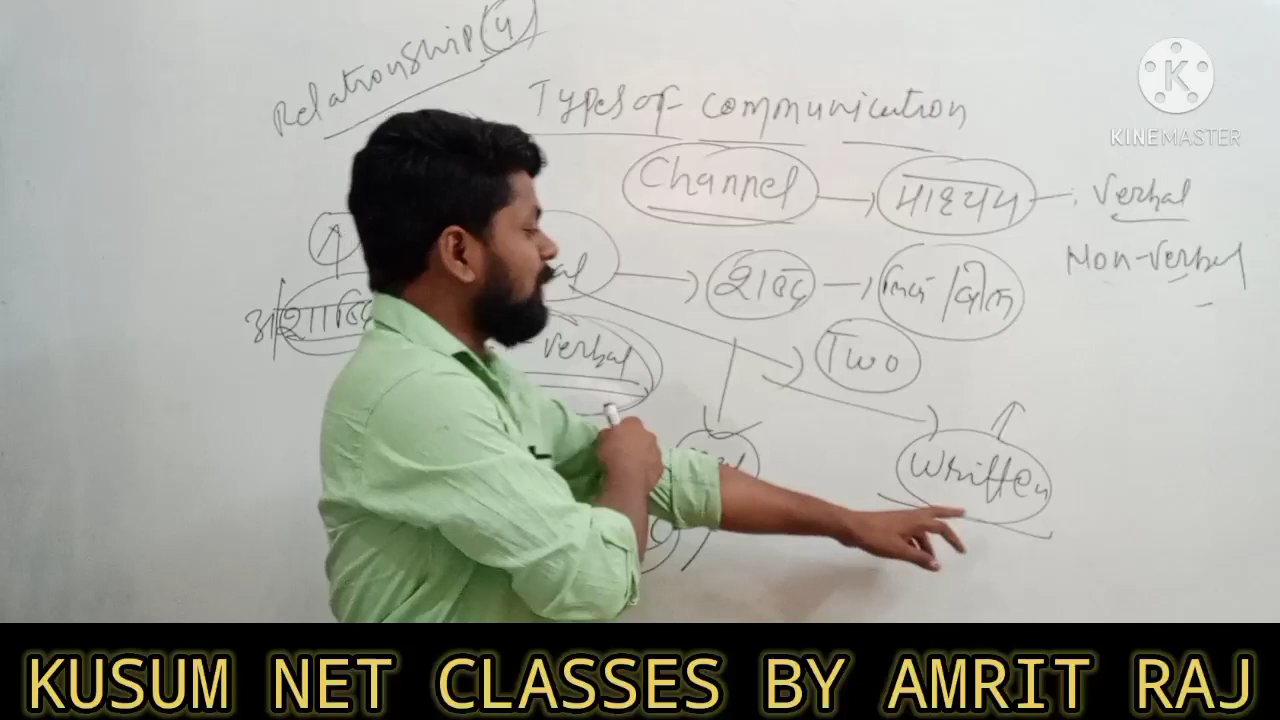 Relationship (4)
Types of communication
Channel माध्यम Verbal
Non-verbal
शब्द लिख/बोल
verbal Two
Written
KINEMASTER
KUSUM NET CLASSES BY AMRIT RAJ